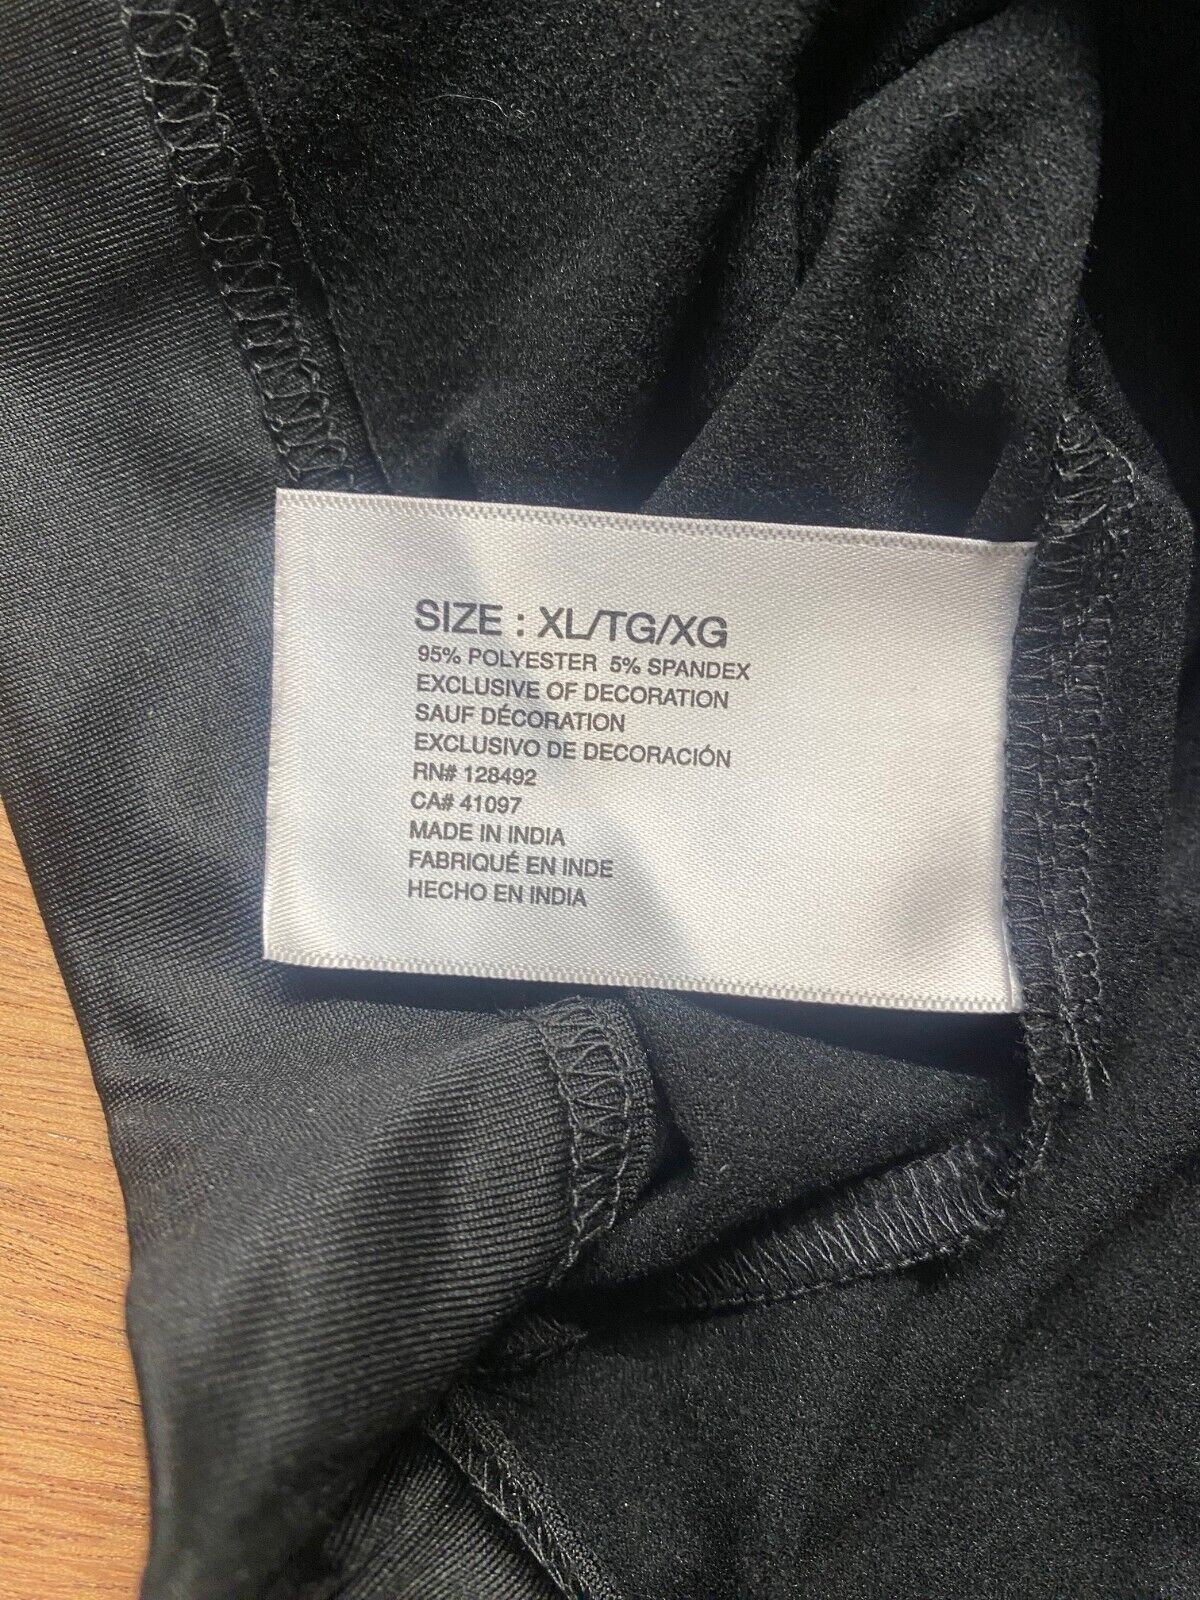 SIZE : XL/TG/XG
95% POLYESTER 5% SPANDEX
EXCLUSIVE OF DECORATION
SAUF DÉCORATION
EXCLUSIVO DE DECORACIÓN
RN# 128492
CA# 41097
MADE IN INDIA
FABRIQUÉ EN INDE
HECHO EN INDIA